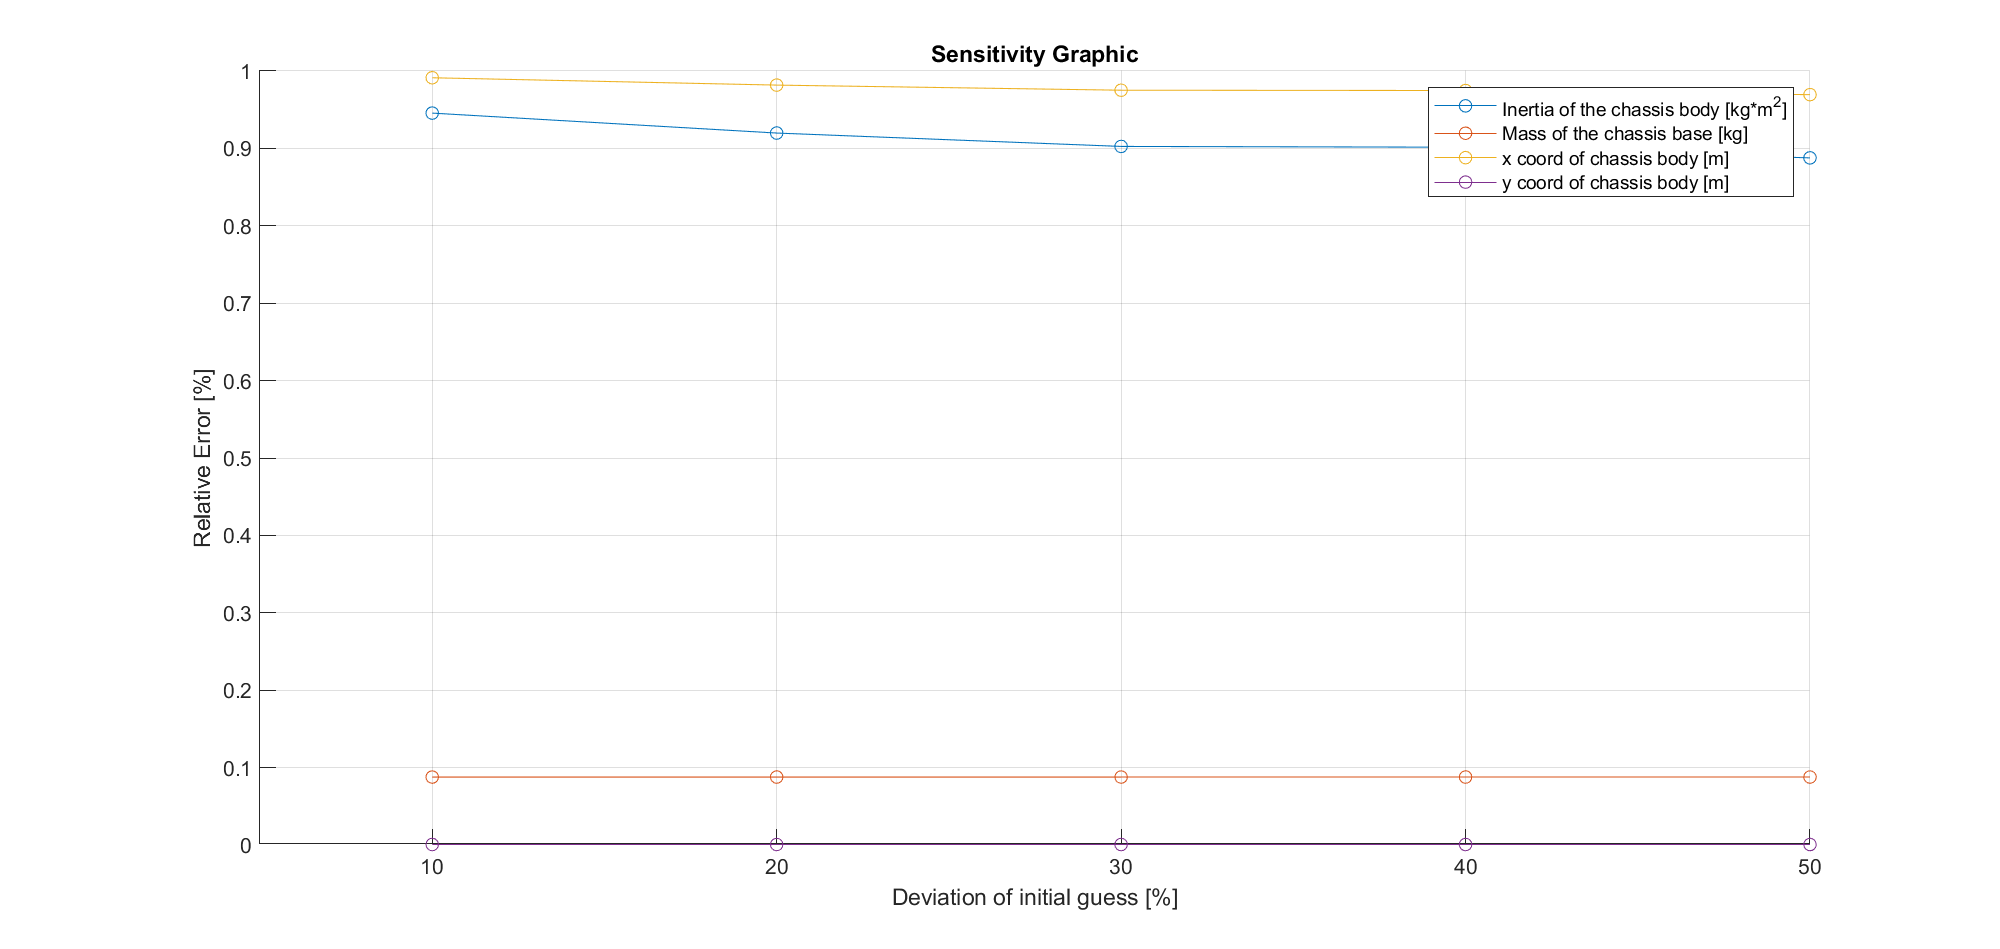 Sensitivity Graphic
1
0.9
0.8
0.7
0.6
0.5
0.4
0.3
0.2
0.1
0
Relative Error [%]
Inertia of the chassis body [kg*m²]
Mass of the chassis base [kg]
x coord of chassis body [m]
y coord of chassis body [m]
10 20 30 40 50
Deviation of initial guess [%]